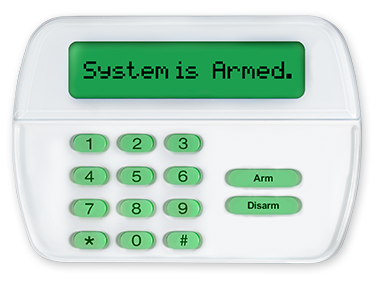 System is Armed.
1 2 3
4 5 6 Arm
7 8 9 Disarm
* 0 #